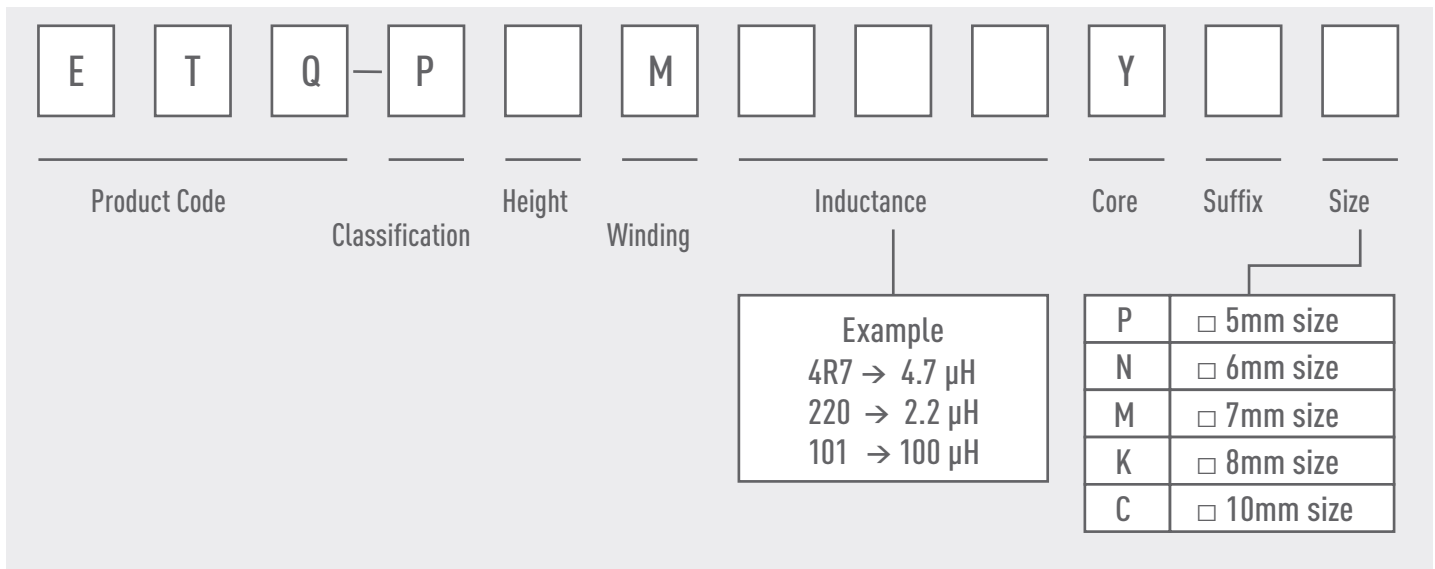 E T Q — P M Y
Product Code
Classification
Height
Winding
Inductance
Core
Suffix
Size
Example
4R7 → 4.7 µH
220 → 2.2 µH
101 → 100 µH
P □ 5mm size
N □ 6mm size
M □ 7mm size
K □ 8mm size
C □ 10mm size